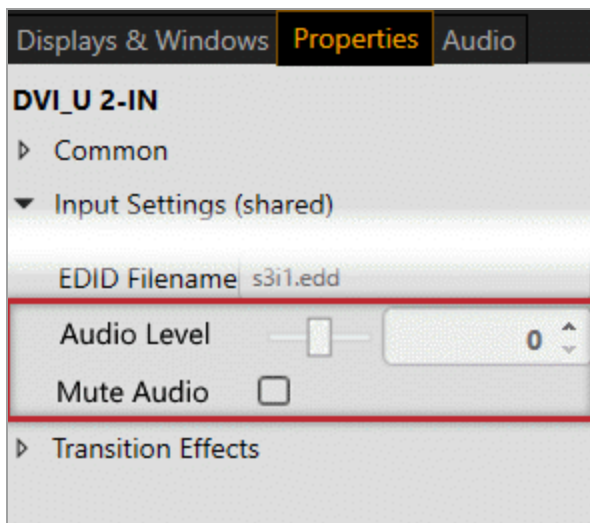 Displays & Windows Properties Audio
DVI_U 2-IN
Common
Input Settings (shared)
EDID Filename s3i1.edd
Audio Level 0
Mute Audio
Transition Effects